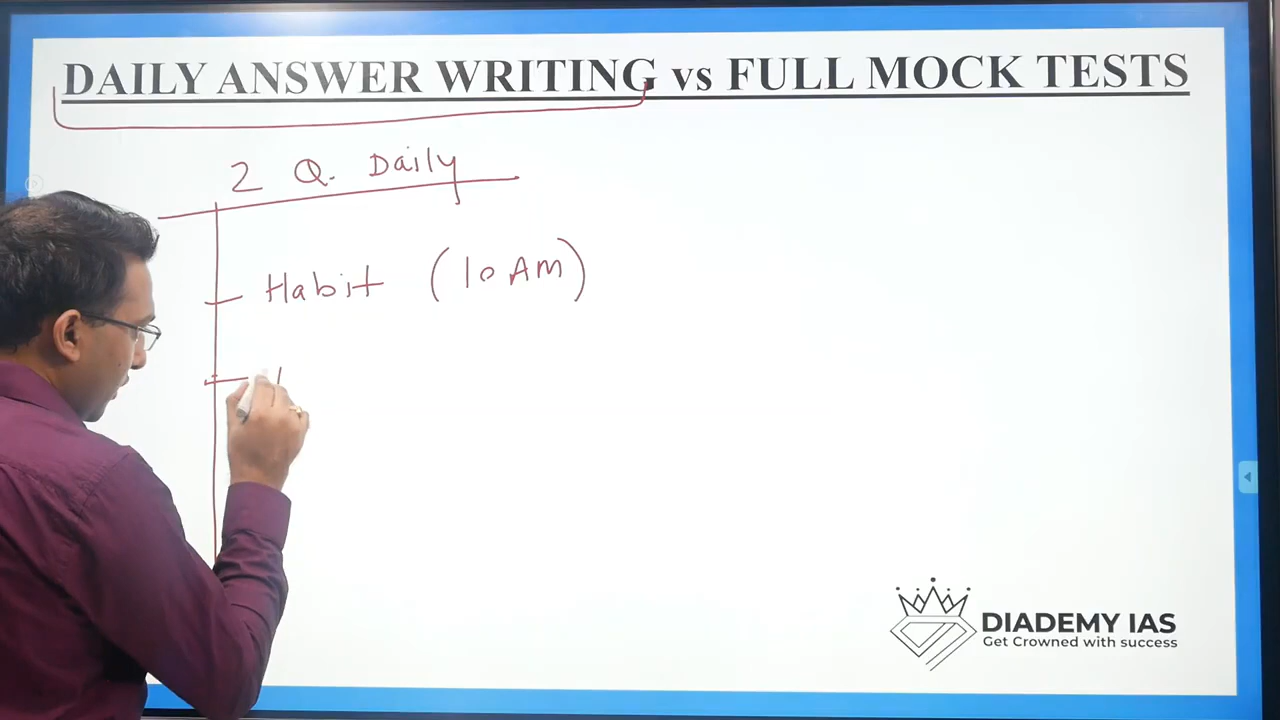 DAILY ANSWER WRITING vs FULL MOCK TESTS
2 Q. Daily
Habit (10 AM)
DIADEMY IAS
Get Crowned with success